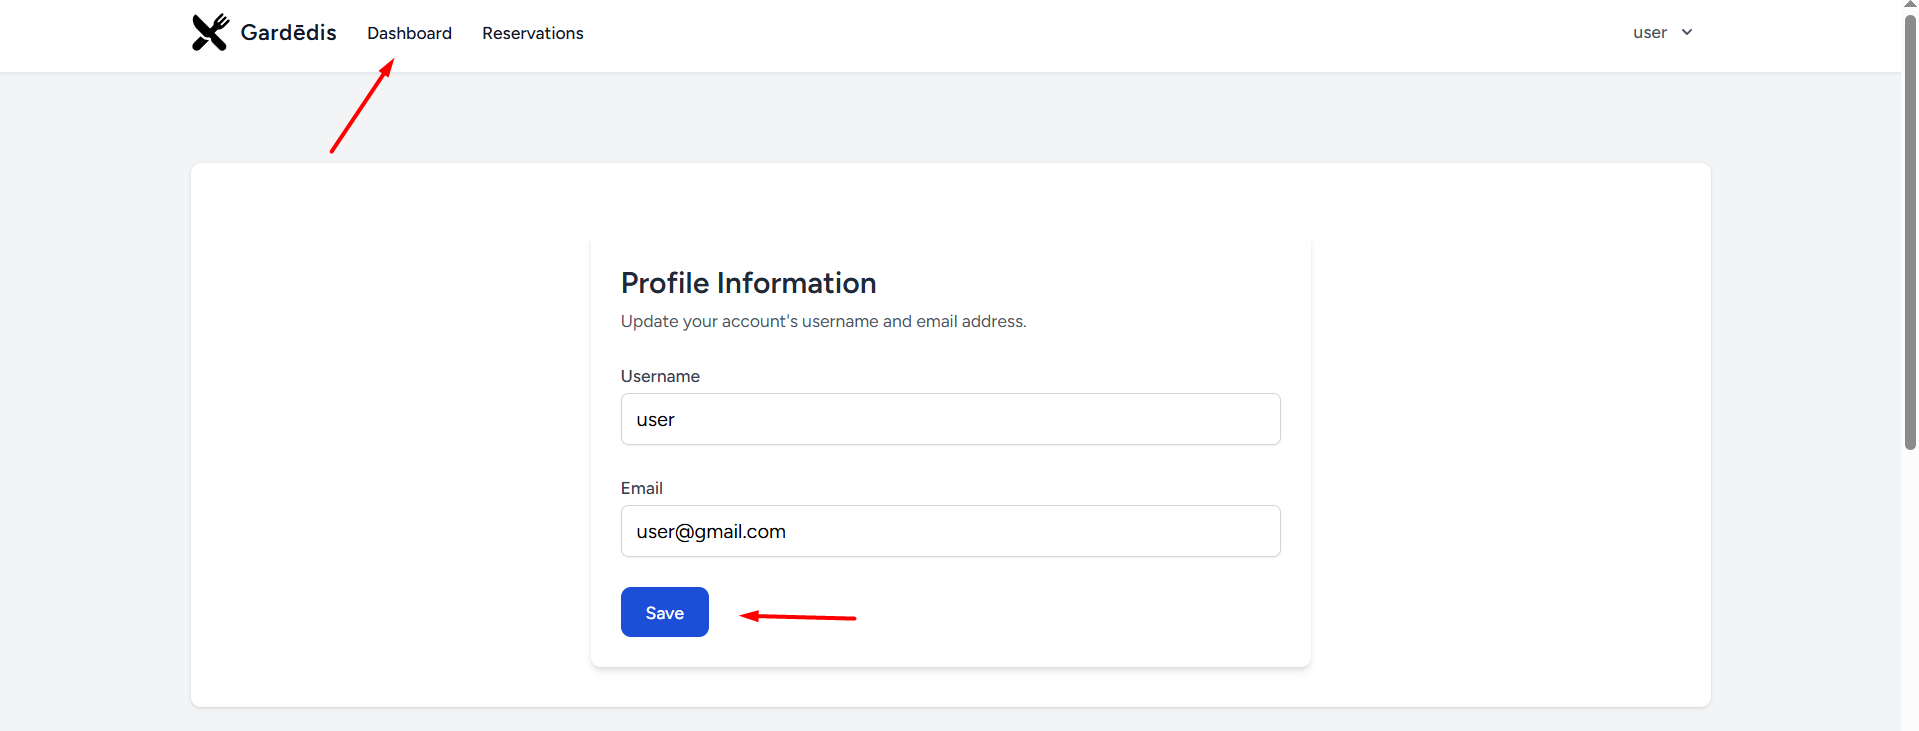 Gardēdis
Dashboard
Reservations
user
Profile Information
Update your account's username and email address.
Username
user
Email
user@gmail.com
Save